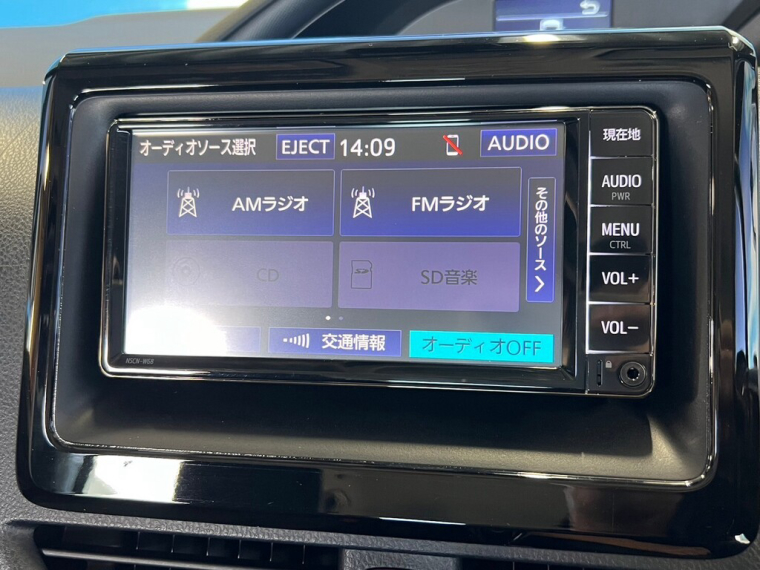 オーディオソース選択 EJECT 14:09 AUDIO
AMラジオ
FMラジオ
その他のソース
CD
SD音楽
交通情報
オーディオOFF
NSCN-W68
現在地
AUDIO
PWR
MENU
CTRL
VOL+
VOL−